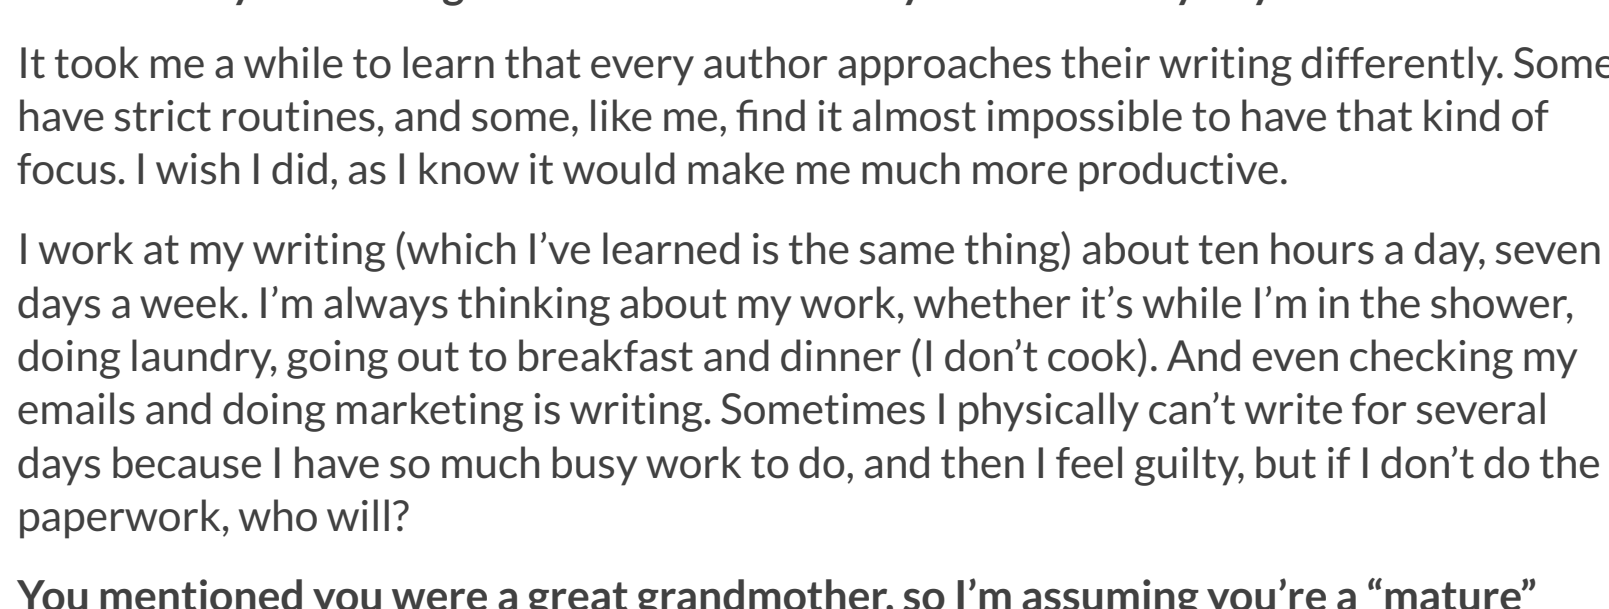 It took me a while to learn that every author approaches their writing differently. Some
have strict routines, and some, like me, find it almost impossible to have that kind of
focus. I wish I did, as I know it would make me much more productive.
I work at my writing (which I’ve learned is the same thing) about ten hours a day, seven
days a week. I’m always thinking about my work, whether it’s while I’m in the shower,
doing laundry, going out to breakfast and dinner (I don’t cook). And even checking my
emails and doing marketing is writing. Sometimes I physically can’t write for several
days because I have so much busy work to do, and then I feel guilty, but if I don’t do the
paperwork, who will?
You mentioned you were a great grandmother, so I’m assuming you’re a “mature”